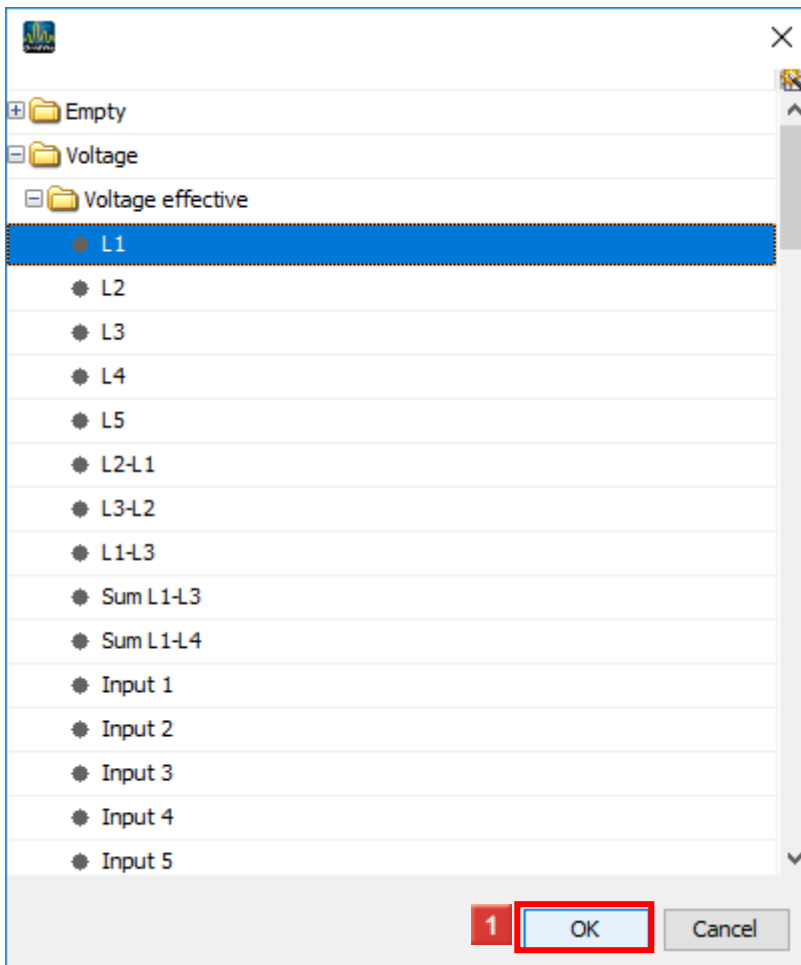 Empty
Voltage
Voltage effective
L1
L2
L3
L4
L5
L2-L1
L3-L2
L1-L3
Sum L1-L3
Sum L1-L4
Input 1
Input 2
Input 3
Input 4
Input 5
1 OK Cancel